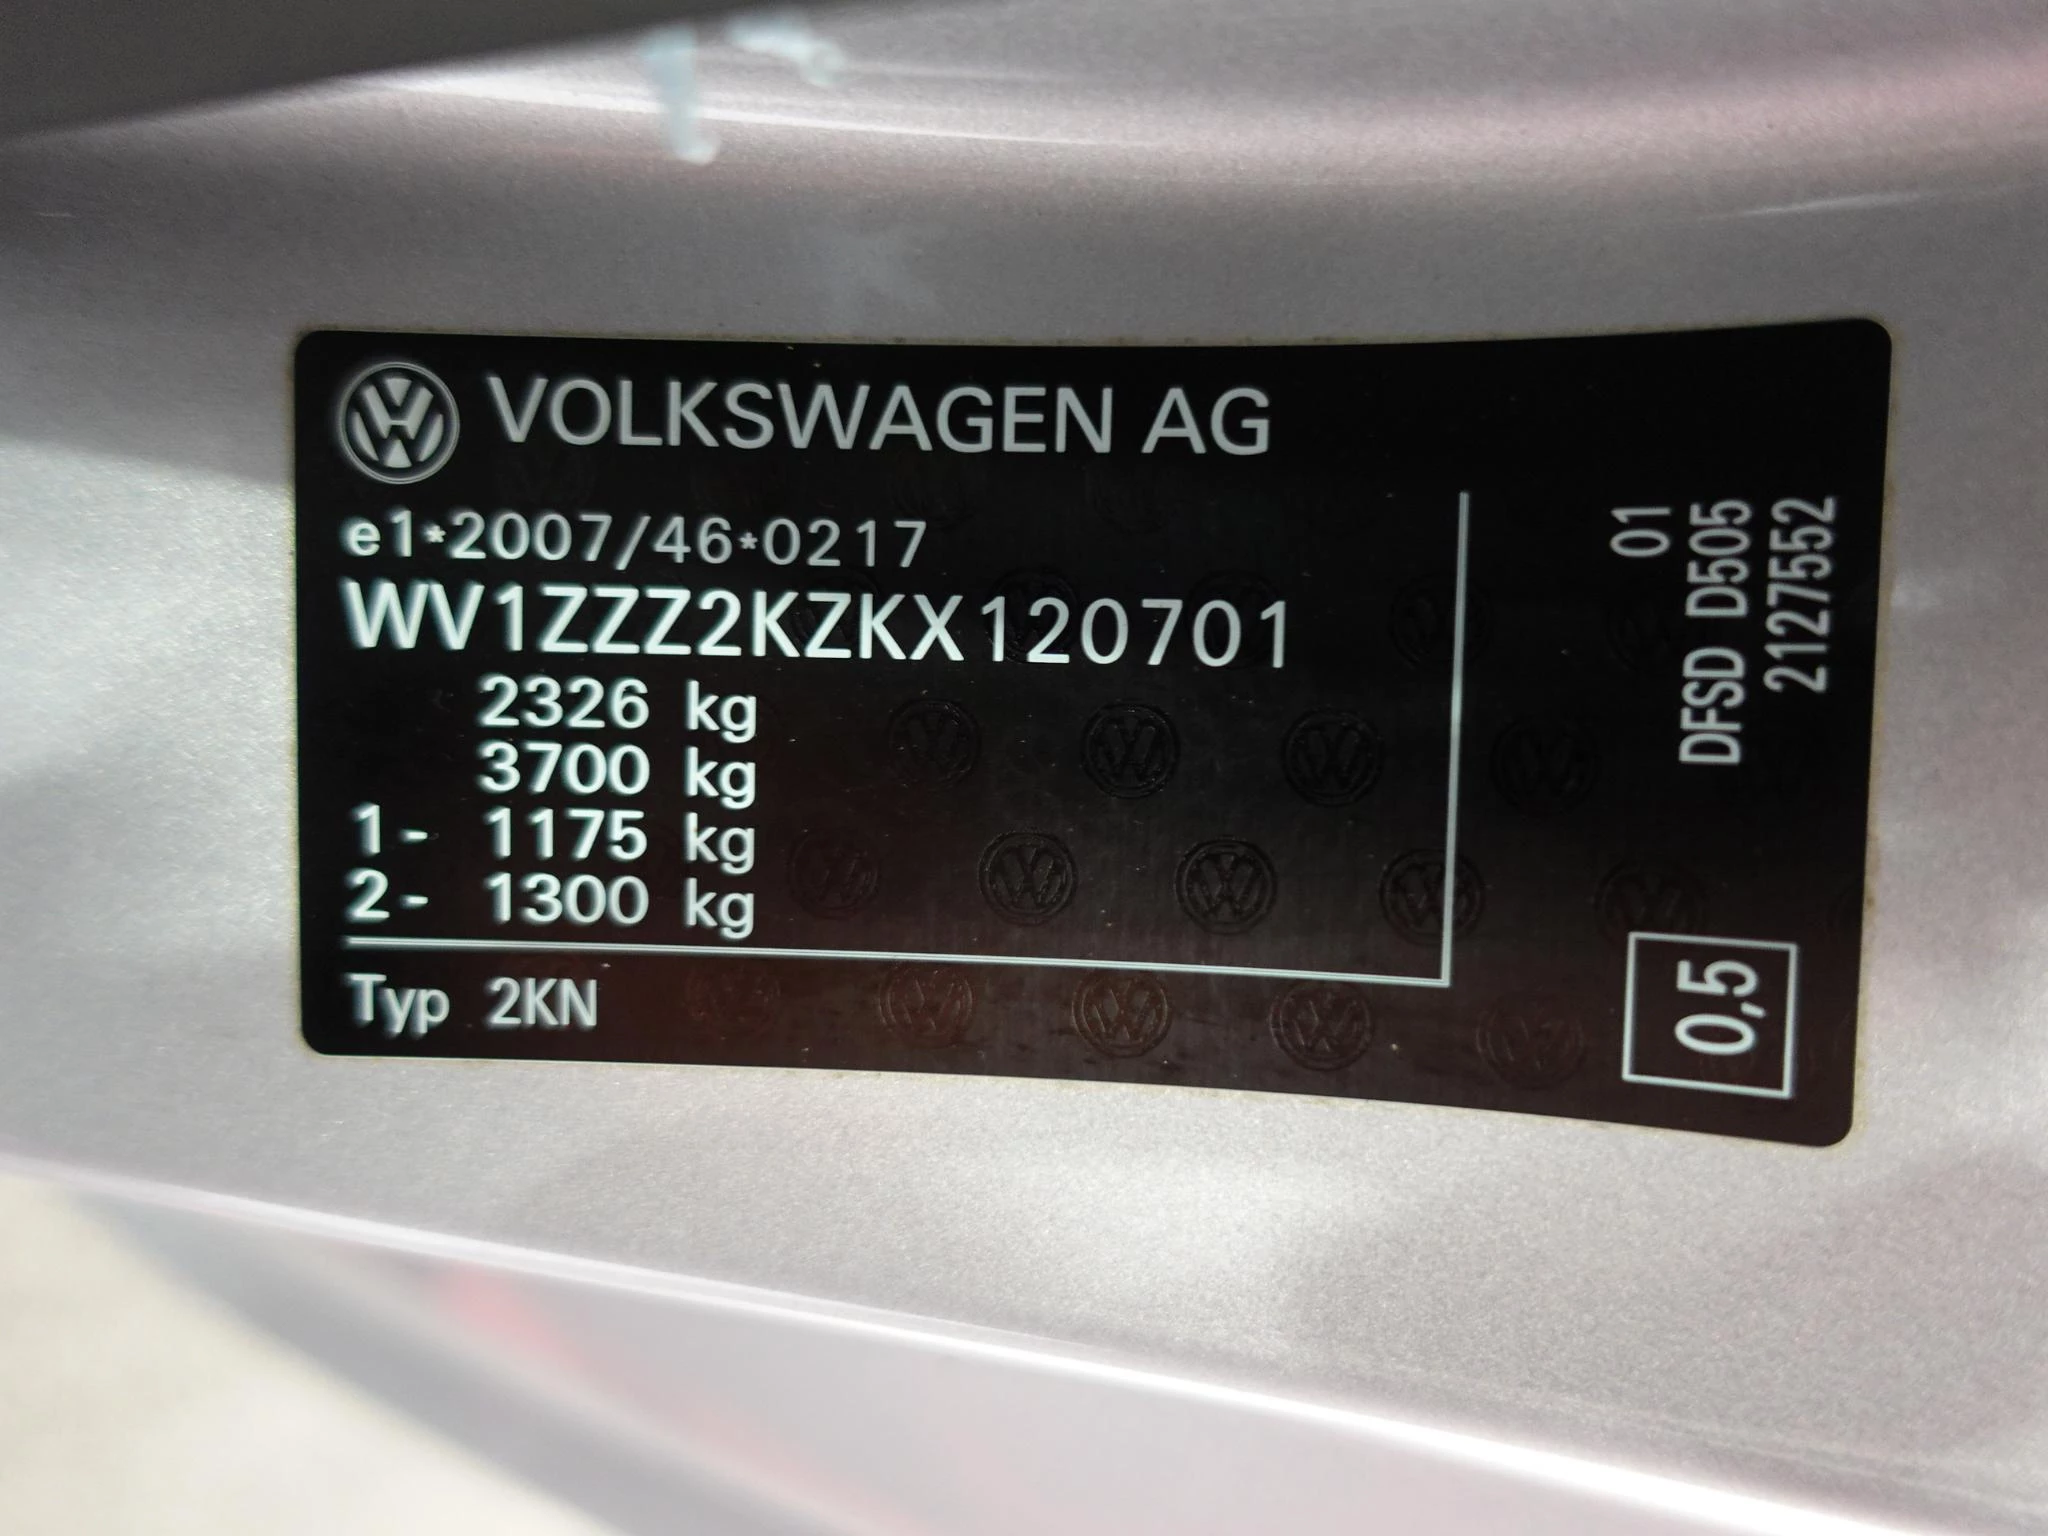 VOLKSWAGEN AG
e1*2007/46*0217
WV1ZZZ2KZKX120701
2326 kg
3700 kg
1- 1175 kg
2- 1300 kg
Typ 2KN
01
DFSD D505
2127552
0,5